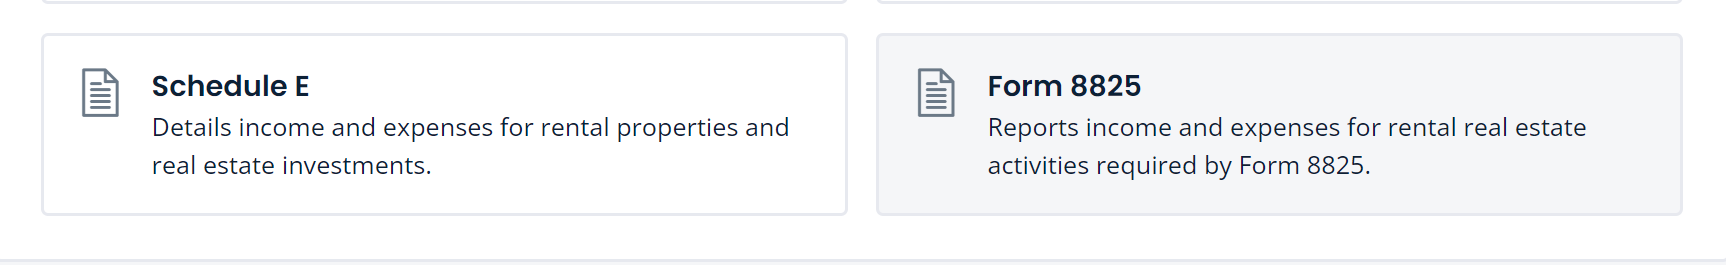 Schedule E
Details income and expenses for rental properties and
real estate investments.
Form 8825
Reports income and expenses for rental real estate
activities required by Form 8825.